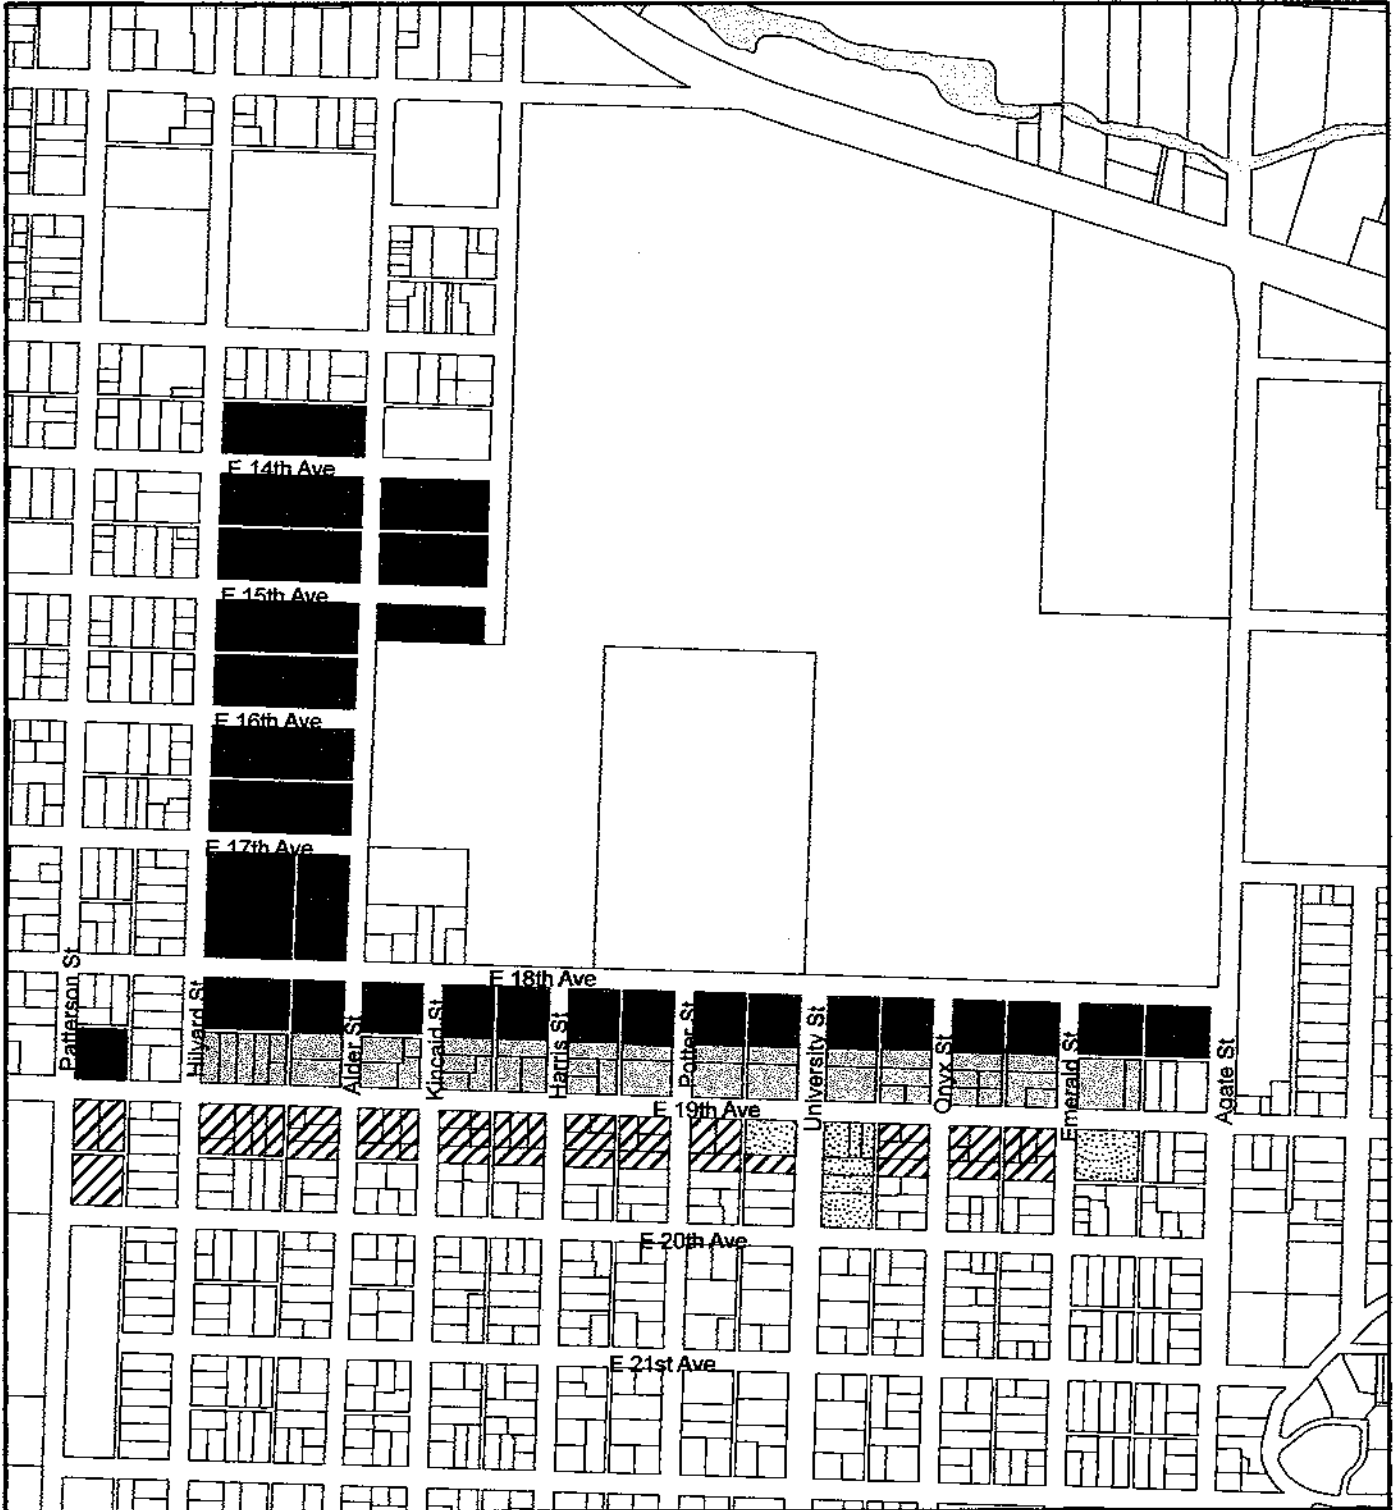 E 14th Ave
E 15th Ave
E 16th Ave
E 17th Ave
E 18th Ave
Patterson St
Hilyard St
Alder St
Kincaid St
Harris St
Potter St
University St
Onyx St
Emerald St
Agate St
E 19th Ave
E 20th Ave
E 21st Ave